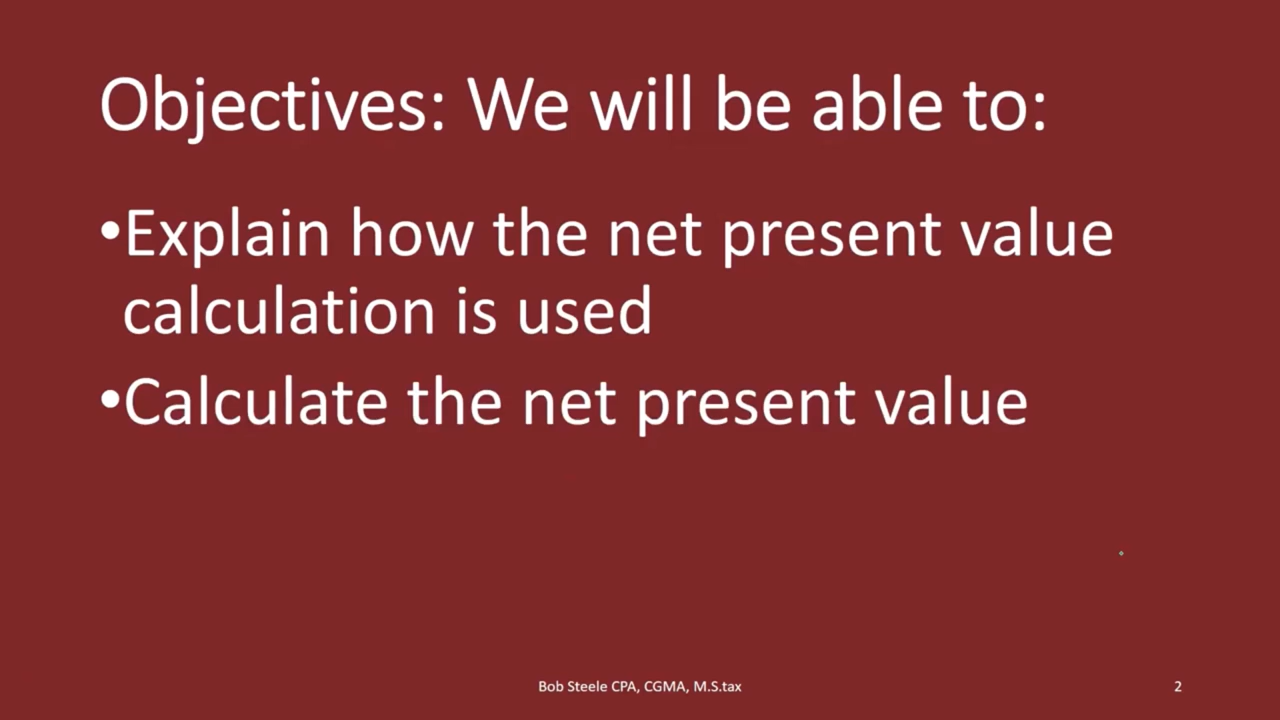 Objectives: We will be able to:
•Explain how the net present value
calculation is used
•Calculate the net present value
Bob Steele CPA, CGMA, M.S.tax
2